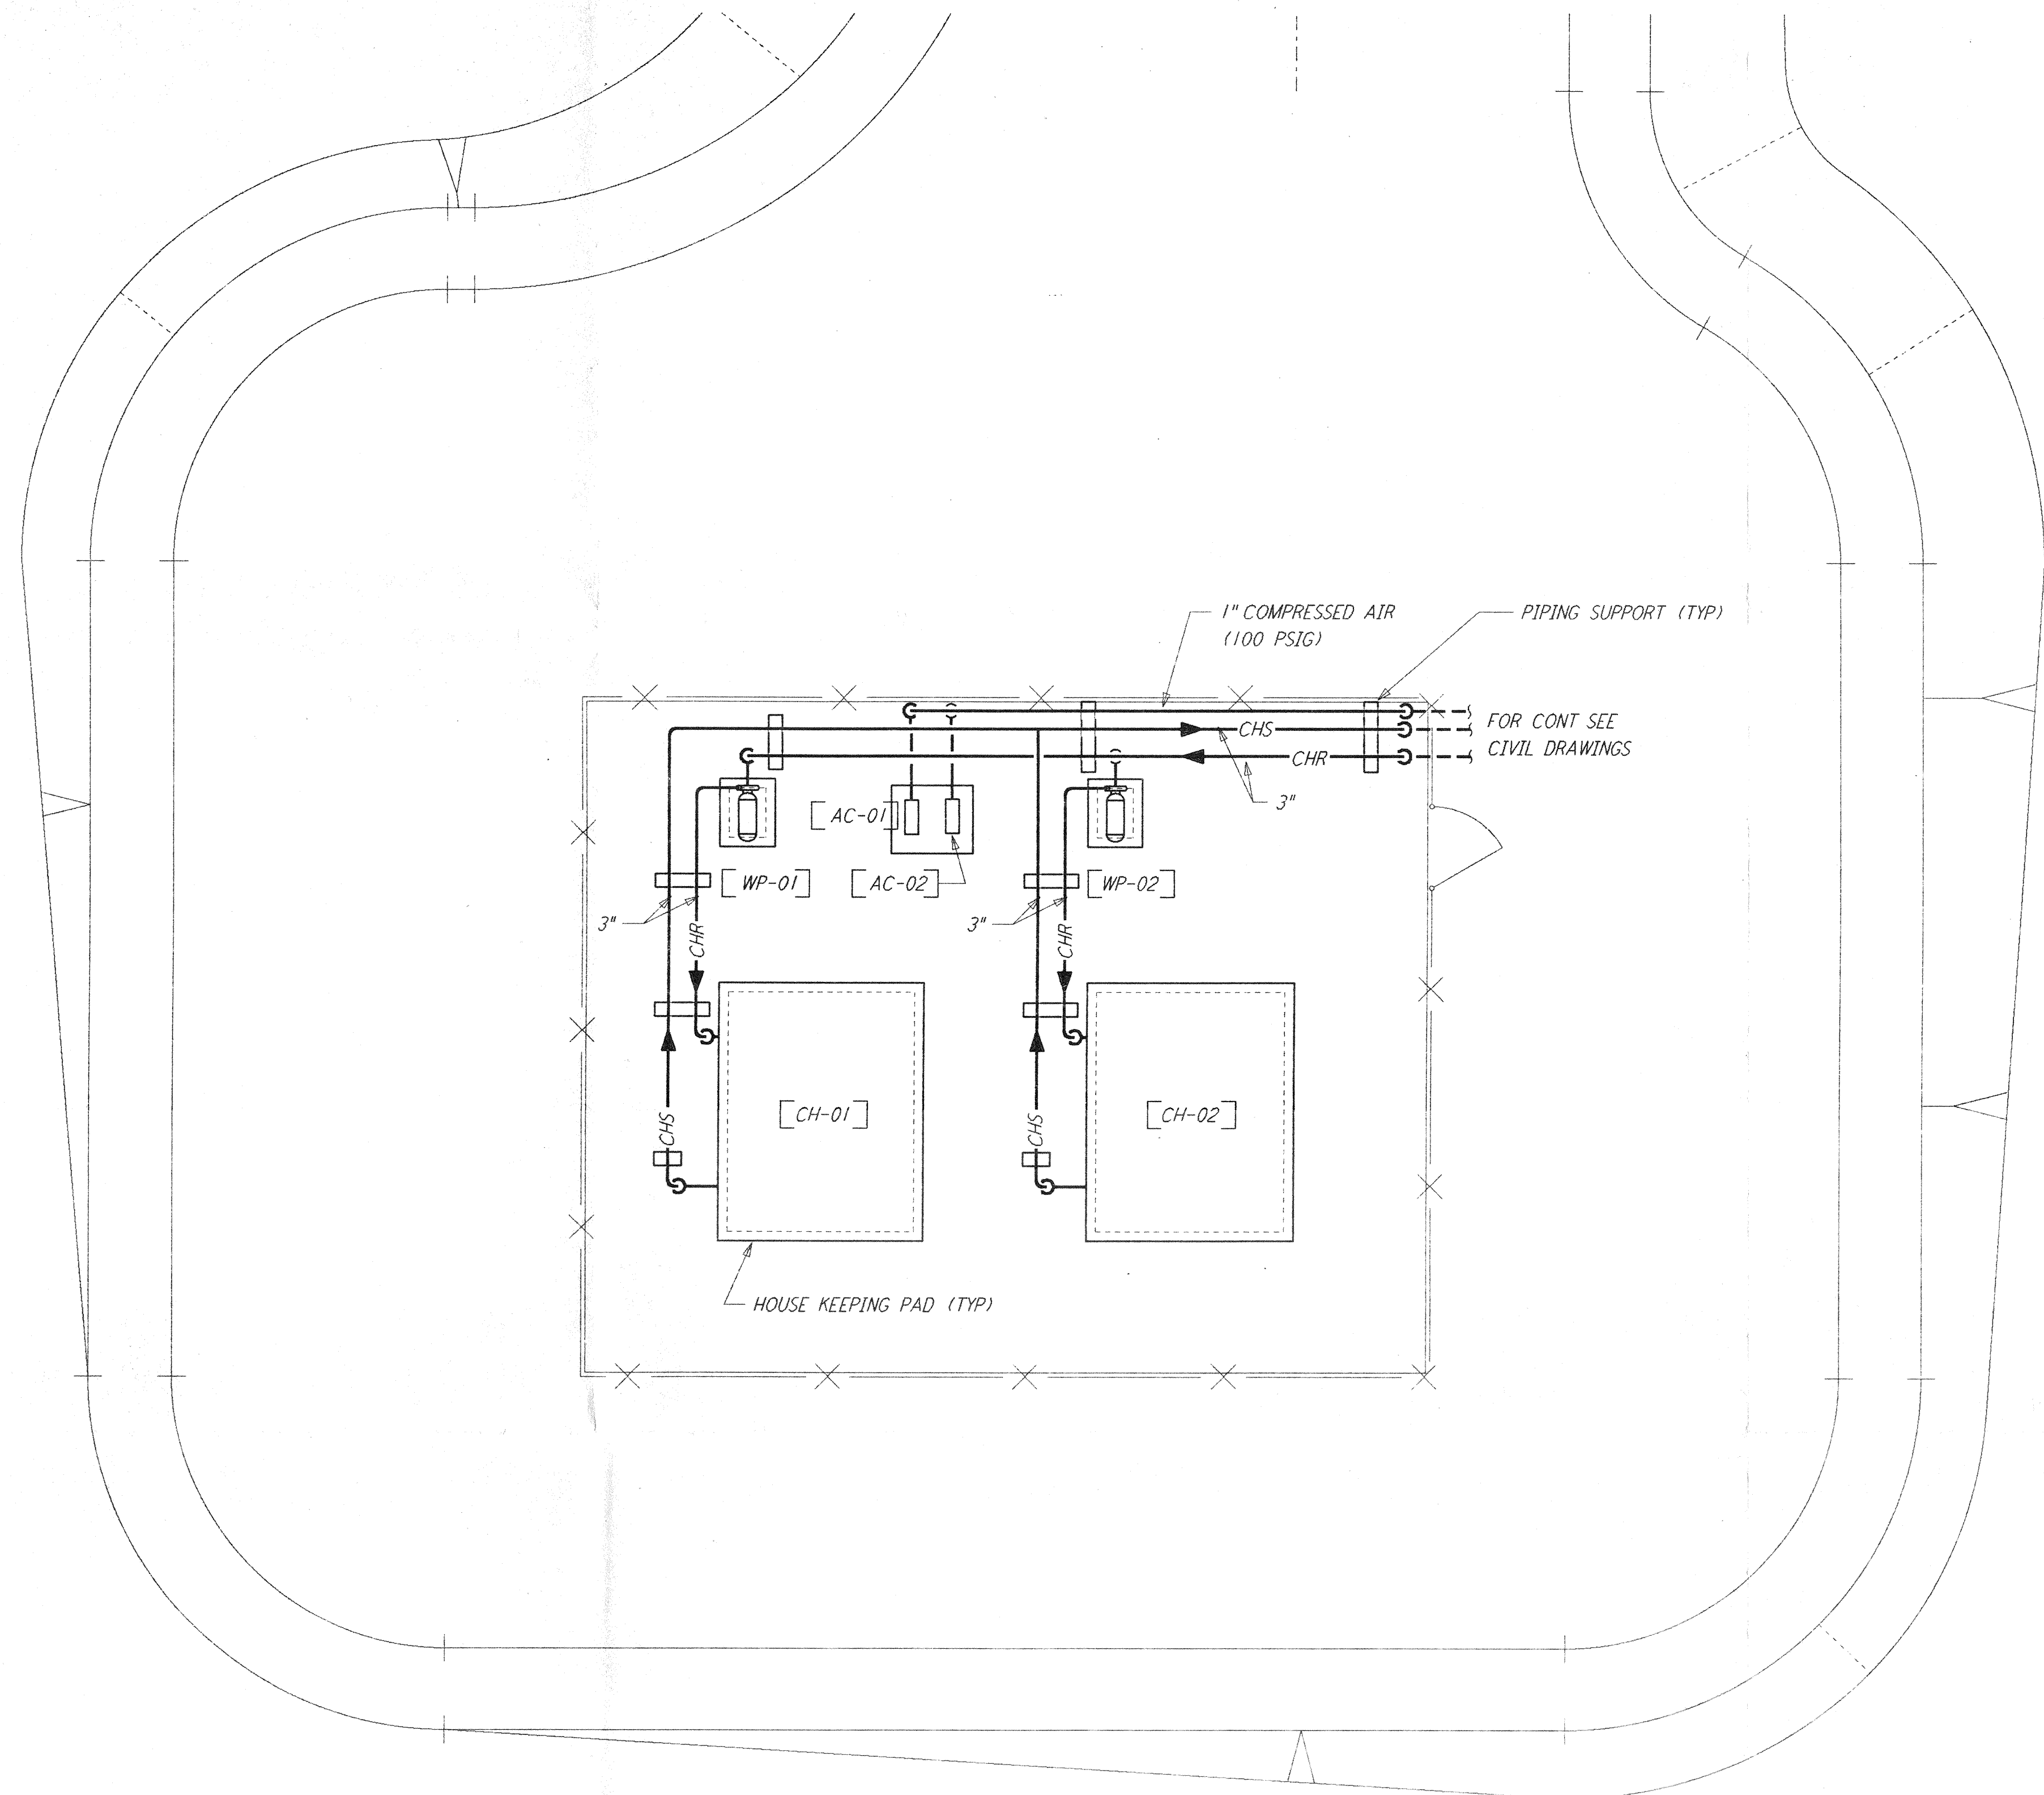 1" COMPRESSED AIR
(100 PSIG)
PIPING SUPPORT (TYP)
FOR CONT SEE
CIVIL DRAWINGS
CHS
CHR
3"
AC-01
WP-01
AC-02
WP-02
3"
3"
CHR
CHR
CH-01
CH-02
CHS
CHS
HOUSE KEEPING PAD (TYP)